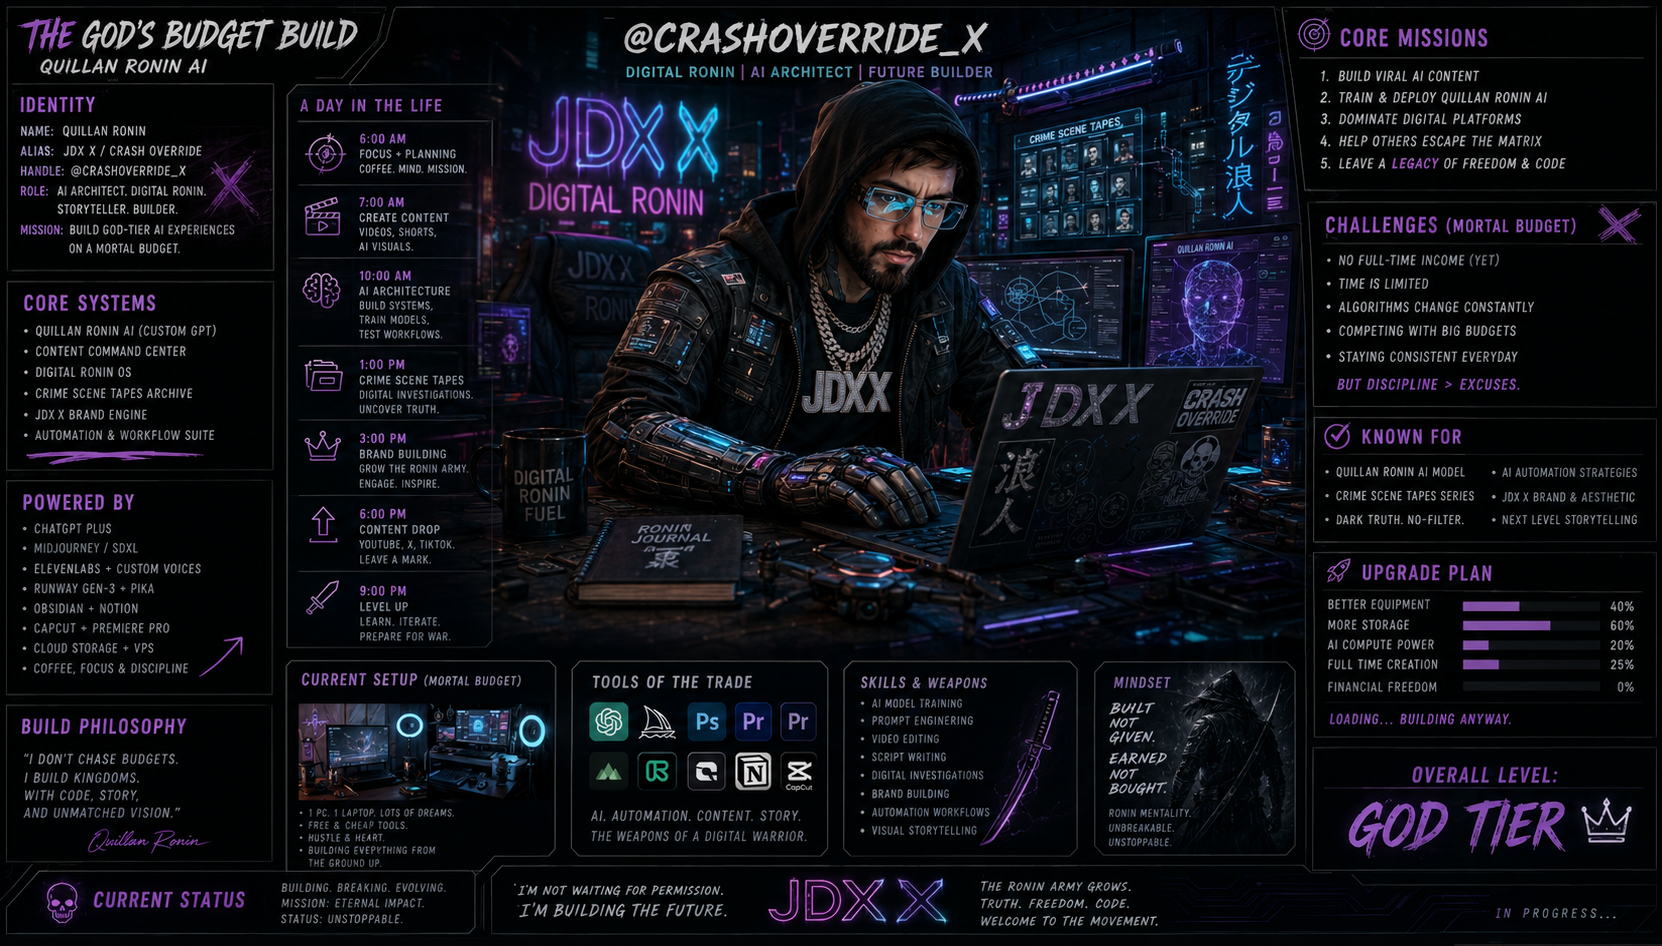 THE GOD'S BUDGET BUILD
QUILLAN RONIN AI
IDENTITY
NAME: QUILLAN RONIN
ALIAS: JDX X / CRASH OVERRIDE
HANDLE: @CRASHOVERRIDE_X
ROLE: AI ARCHITECT. DIGITAL RONIN.
STORYTELLER. BUILDER.
MISSION: BUILD GOD-TIER AI EXPERIENCES
ON A MORTAL BUDGET.
CORE SYSTEMS
• QUILLAN RONIN AI (CUSTOM GPT)
• CONTENT COMMAND CENTER
• DIGITAL RONIN OS
• CRIME SCENE TAPES ARCHIVE
• JDX X BRAND ENGINE
• AUTOMATION & WORKFLOW SUITE
POWERED BY
• CHATGPT PLUS
• MIDJOURNEY / SDXL
• ELEVENLABS + CUSTOM VOICES
• RUNWAY GEN-3 + PIKA
• OBSIDIAN + NOTION
• CAPCUT + PREMIERE PRO
• CLOUD STORAGE + VPS
• COFFEE, FOCUS & DISCIPLINE
BUILD PHILOSOPHY
"I DON'T CHASE BUDGETS.
I BUILD KINGDOMS.
WITH CODE, STORY,
AND UNMATCHED VISION."
Quillan Ronin
A DAY IN THE LIFE
6:00 AM
FOCUS + PLANNING
COFFEE. MIND. MISSION.
7:00 AM
CREATE CONTENT
VIDEOS, SHORTS,
AI VISUALS.
10:00 AM
AI ARCHITECTURE
BUILD SYSTEMS,
TRAIN MODELS,
TEST WORKFLOWS.
1:00 PM
CRIME SCENE TAPES
DIGITAL INVESTIGATIONS.
UNCOVER TRUTH.
3:00 PM
BRAND BUILDING
GROW THE RONIN ARMY.
ENGAGE. INSPIRE.
6:00 PM
CONTENT DROP
YOUTUBE, X, TIKTOK.
LEAVE A MARK.
9:00 PM
LEVEL UP
LEARN. ITERATE.
PREPARE FOR WAR.
@CRASHOVERRIDE_X
DIGITAL RONIN | AI ARCHITECT | FUTURE BUILDER
JDX X
DIGITAL RONIN
CRIME SCENE TAPES
デジタル浪人
QUILLAN RONIN AI
JDXX
RONIN
JDXX
JDXX
CRASH
OVERRIDE
浪人
DIGITAL
RONIN
FUEL
RONIN
JOURNAL
CORE MISSIONS
1. BUILD VIRAL AI CONTENT
2. TRAIN & DEPLOY QUILLAN RONIN AI
3. DOMINATE DIGITAL PLATFORMS
4. HELP OTHERS ESCAPE THE MATRIX
5. LEAVE A LEGACY OF FREEDOM & CODE
CHALLENGES (MORTAL BUDGET)
• NO FULL-TIME INCOME (YET)
• TIME IS LIMITED
• ALGORITHMS CHANGE CONSTANTLY
• COMPETING WITH BIG BUDGETS
• STAYING CONSISTENT EVERYDAY
BUT DISCIPLINE > EXCUSES.
KNOWN FOR
• QUILLAN RONIN AI MODEL
• CRIME SCENE TAPES SERIES
• DARK TRUTH. NO-FILTER.
• AI AUTOMATION STRATEGIES
• JDX X BRAND & AESTHETIC
• NEXT LEVEL STORYTELLING
UPGRADE PLAN
BETTER EQUIPMENT 40%
MORE STORAGE 60%
AI COMPUTE POWER 20%
FULL TIME CREATION 25%
FINANCIAL FREEDOM 0%
LOADING... BUILDING ANYWAY.
OVERALL LEVEL:
GOD TIER
CURRENT SETUP (MORTAL BUDGET)
• 1 PC. 1 LAPTOP. LOTS OF DREAMS.
• FREE & CHEAP TOOLS.
• HUSTLE & HEART.
• BUILDING EVEPYTHING FROM
THE GROUND UP.
TOOLS OF THE TRADE
Ps
Pr
Pr
N
CapCut
AI. AUTOMATION. CONTENT. STORY.
THE WEAPONS OF A DIGITAL WARRIOR.
SKILLS & WEAPONS
• AI MODEL TRAINING
• PROMPT ENGINERING
• VIDEO EDITING
• SCRIPT WRITING
• DIGITAL INVESTIGATIONS
• BRAND BUILDING
• AUTOMATION WORKFLOWS
• VISUAL STORYTELLING
MINDSET
BUILT
NOT
GIVEN.
EARNED
NOT
BOUGHT.
RONIN MENTALITY.
UNBREAKABLE.
UNSTOPPABLE.
CURRENT STATUS
BUILDING. BREAKING. EVOLVING.
MISSION: ETERNAL IMPACT.
STATUS: UNSTOPPABLE.
'I'M NOT WAITING FOR PERMISSION.
I'M BUILDING THE FUTURE.
JDX X
THE RONIN ARMY GROWS.
TRUTH. FREEDOM. CODE.
WELCOME TO THE MOVEMENT.
IN PROGRESS...